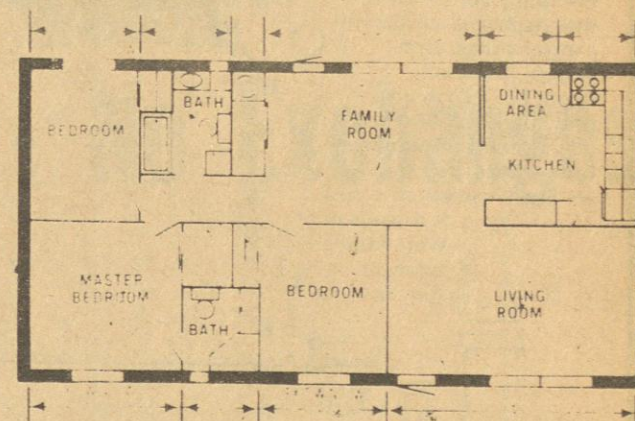 BEDROOM
BATH
FAMILY
ROOM
DINING
AREA
KITCHEN
MASTER
BEDROOM
BATH
BEDROOM
LIVING
ROOM